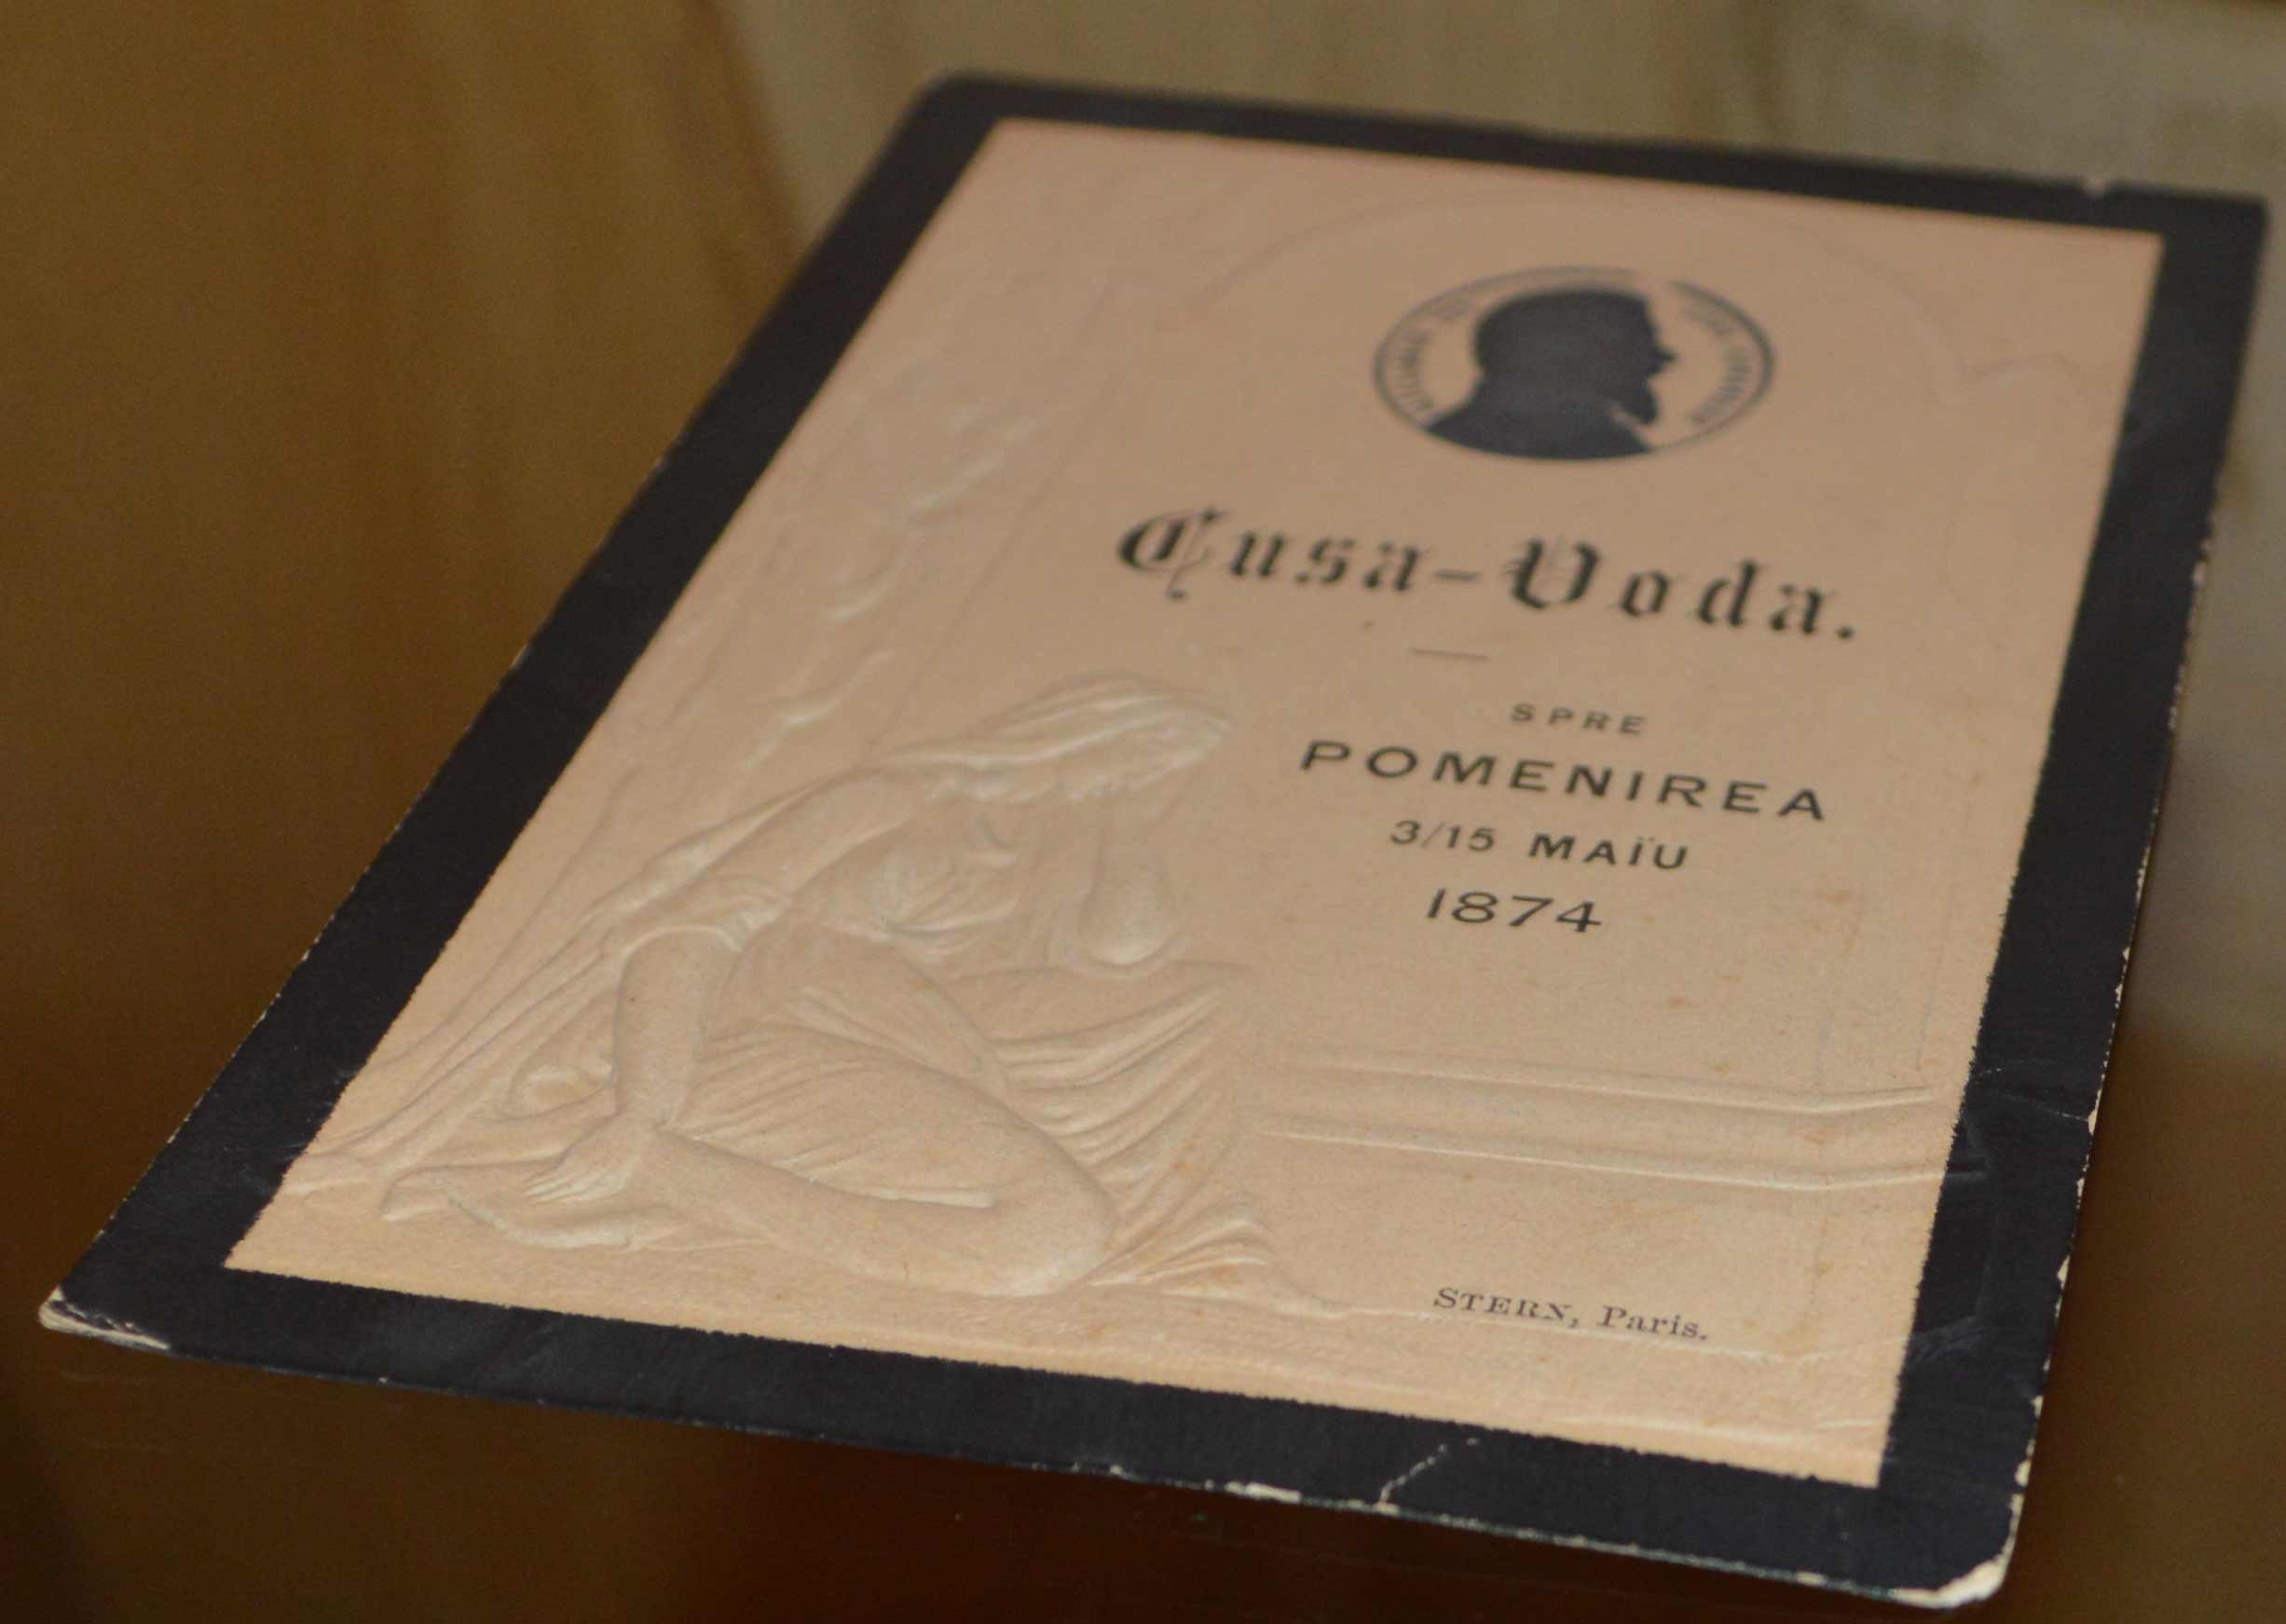 Cusa-Voda.
SPRE
POMENIREA
3/15 MAÏU
1874
STERN, Paris.